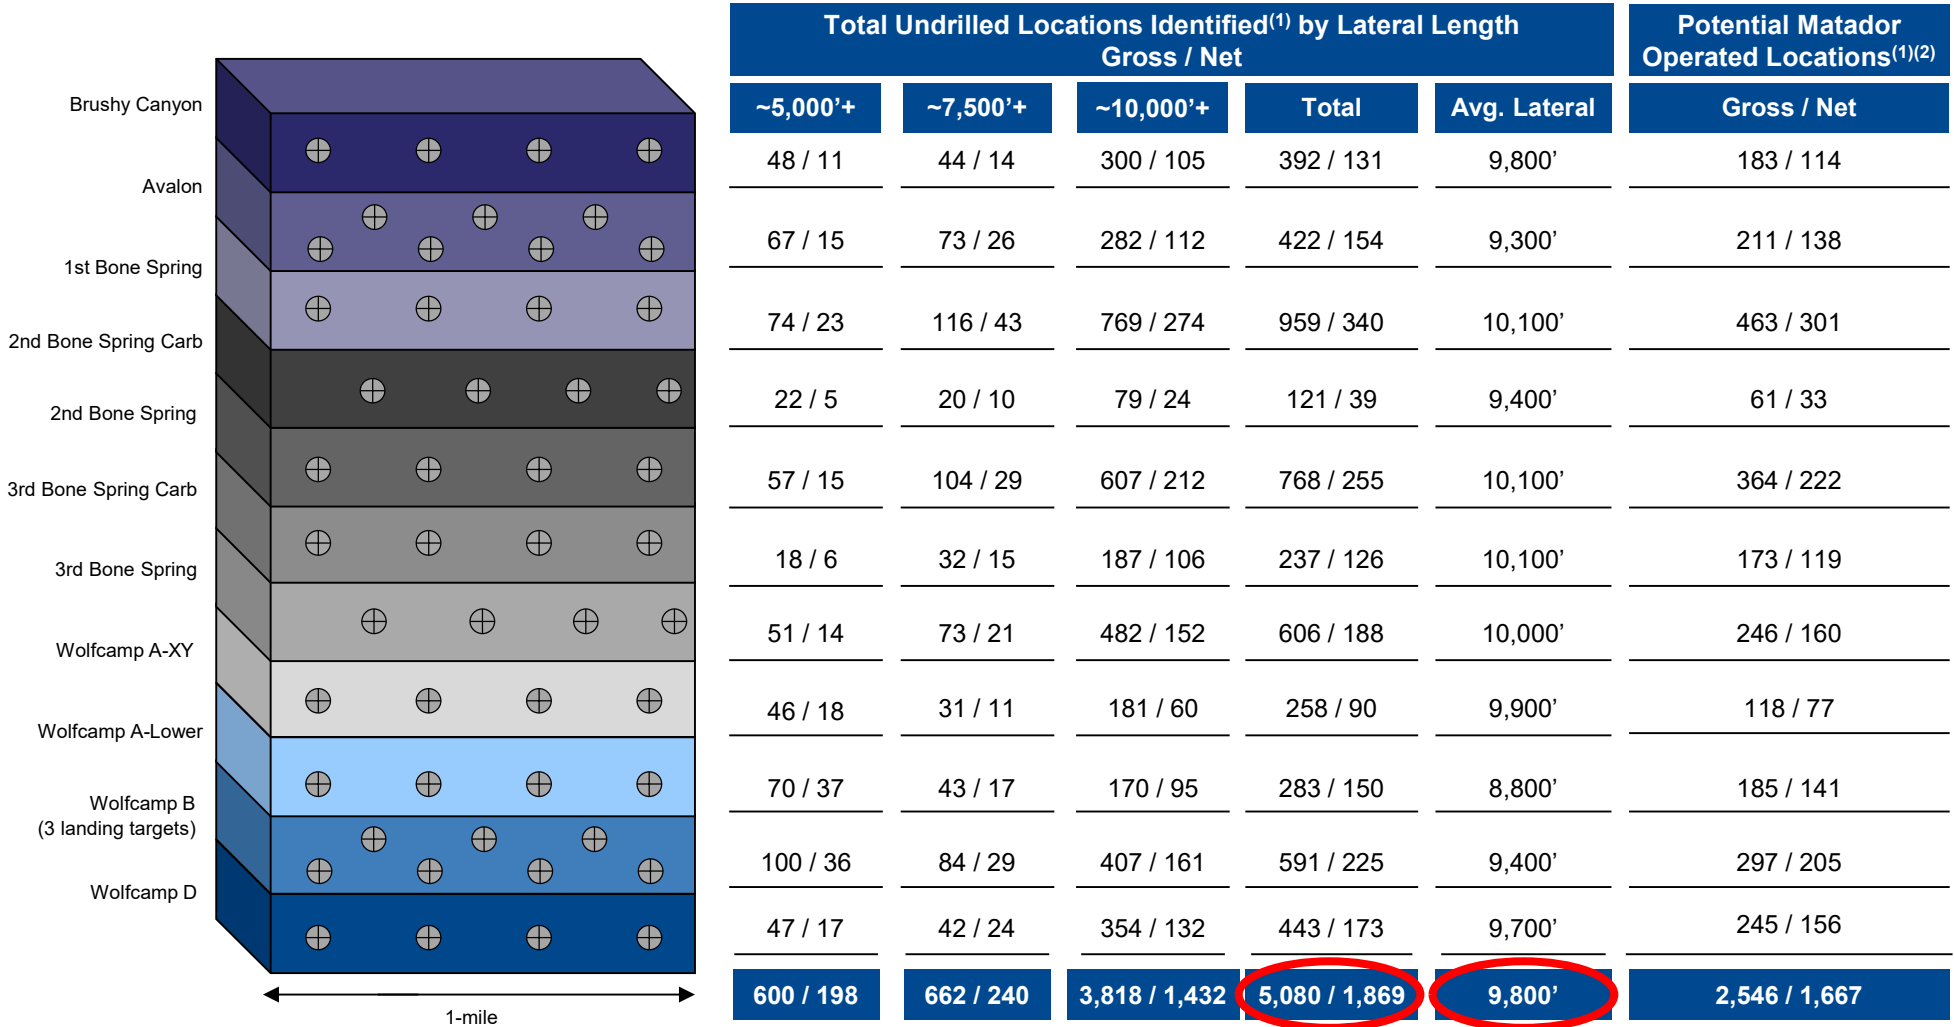 Total Undrilled Locations Identified(1) by Lateral Length
Gross / Net
Potential Matador
Operated Locations(1)(2)
~5,000’+ ~7,500’+ ~10,000’+ Total Avg. Lateral Gross / Net
Brushy Canyon
48 / 11 44 / 14 300 / 105 392 / 131 9,800’ 183 / 114
Avalon
67 / 15 73 / 26 282 / 112 422 / 154 9,300’ 211 / 138
1st Bone Spring
74 / 23 116 / 43 769 / 274 959 / 340 10,100’ 463 / 301
2nd Bone Spring Carb
22 / 5 20 / 10 79 / 24 121 / 39 9,400’ 61 / 33
2nd Bone Spring
57 / 15 104 / 29 607 / 212 768 / 255 10,100’ 364 / 222
3rd Bone Spring Carb
18 / 6 32 / 15 187 / 106 237 / 126 10,100’ 173 / 119
3rd Bone Spring
51 / 14 73 / 21 482 / 152 606 / 188 10,000’ 246 / 160
Wolfcamp A-XY
46 / 18 31 / 11 181 / 60 258 / 90 9,900’ 118 / 77
Wolfcamp A-Lower
70 / 37 43 / 17 170 / 95 283 / 150 8,800’ 185 / 141
Wolfcamp B
(3 landing targets)
100 / 36 84 / 29 407 / 161 591 / 225 9,400’ 297 / 205
Wolfcamp D
47 / 17 42 / 24 354 / 132 443 / 173 9,700’ 245 / 156
600 / 198 662 / 240 3,818 / 1,432 5,080 / 1,869 9,800’ 2,546 / 1,667
1-mile